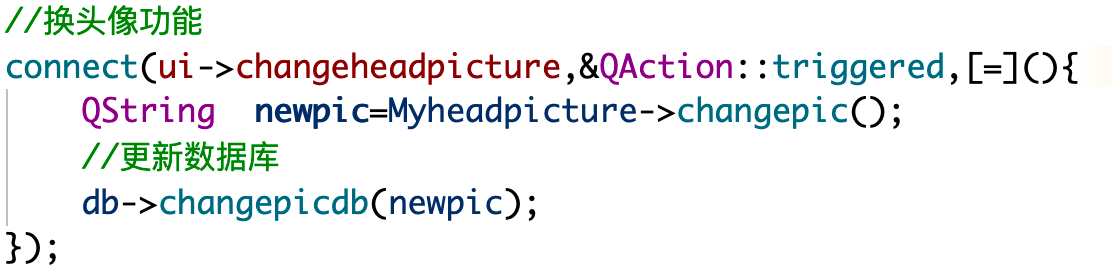 //换头像功能
connect(ui->changeheadpicture,&QAction::triggered,[=](){
    QString  newpic=Myheadpicture->changepic();
    //更新数据库
    db->changepicdb(newpic);
});